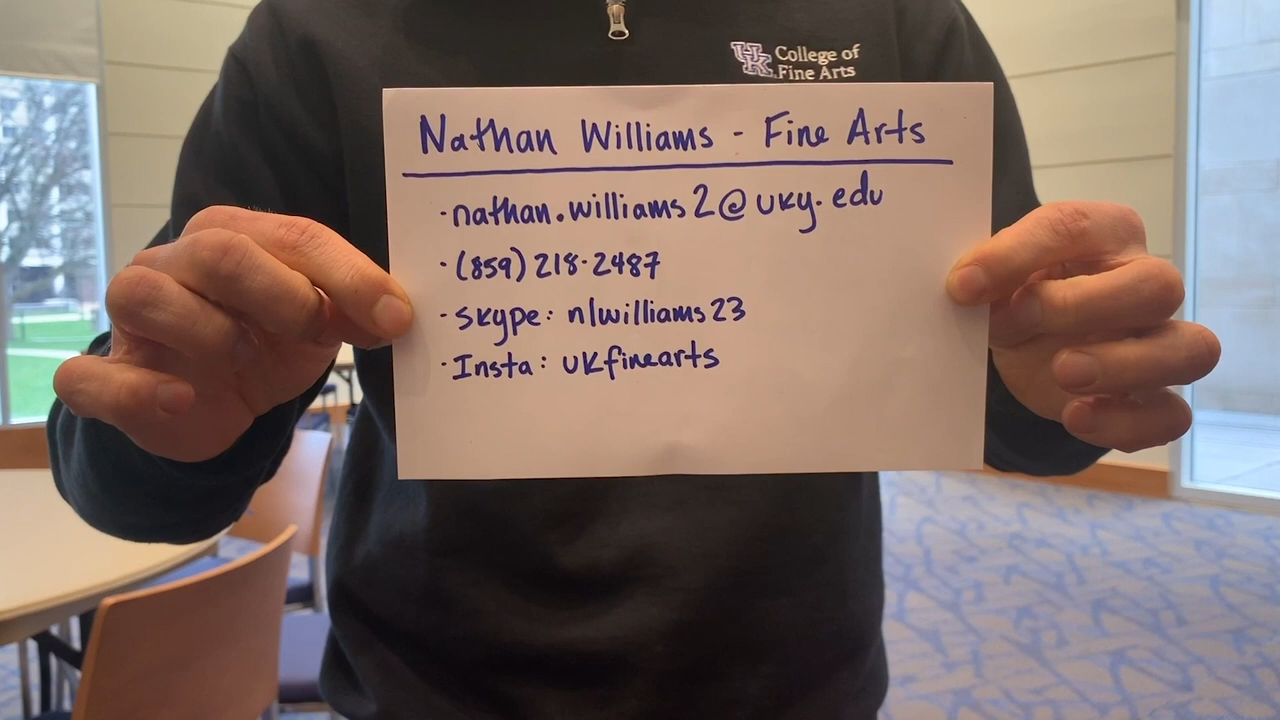 UK College of
Fine Arts
Nathan Williams - Fine Arts
· nathan.williams2@uky.edu
· (859) 218-2487
· Skype: nlwilliams23
· Insta: ukfinearts